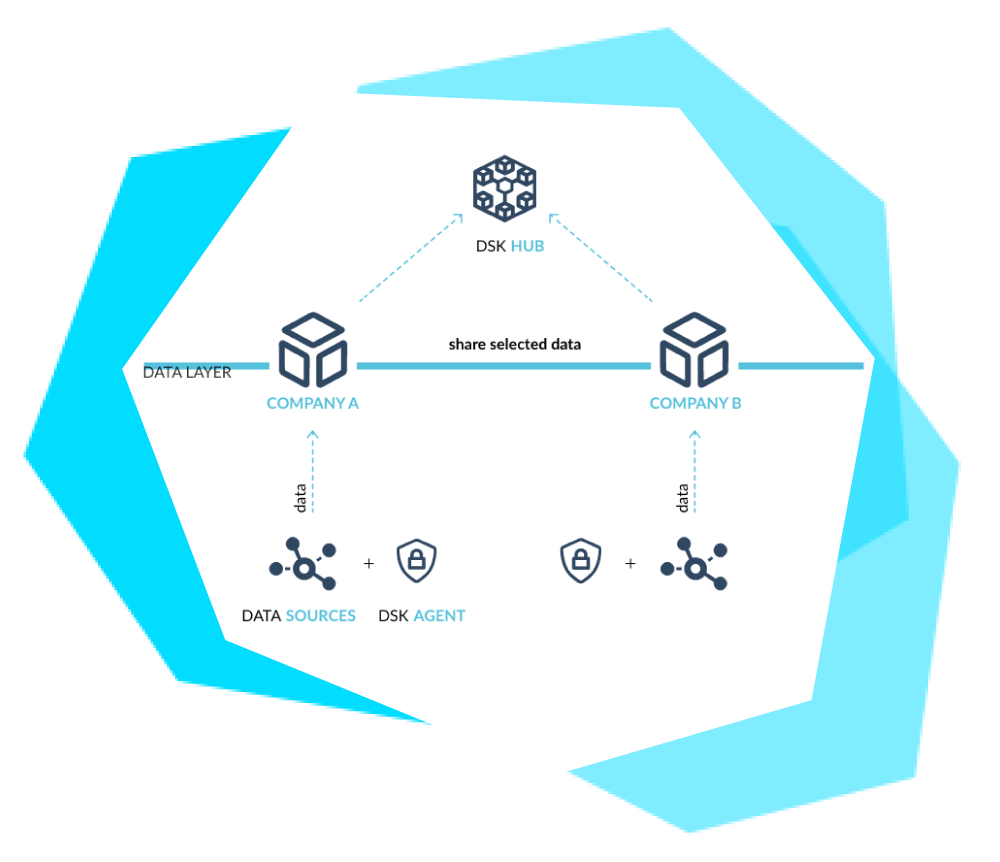 DSK HUB
share selected data
DATA LAYER
COMPANY A
COMPANY B
data
data
+
+
DATA SOURCES
DSK AGENT